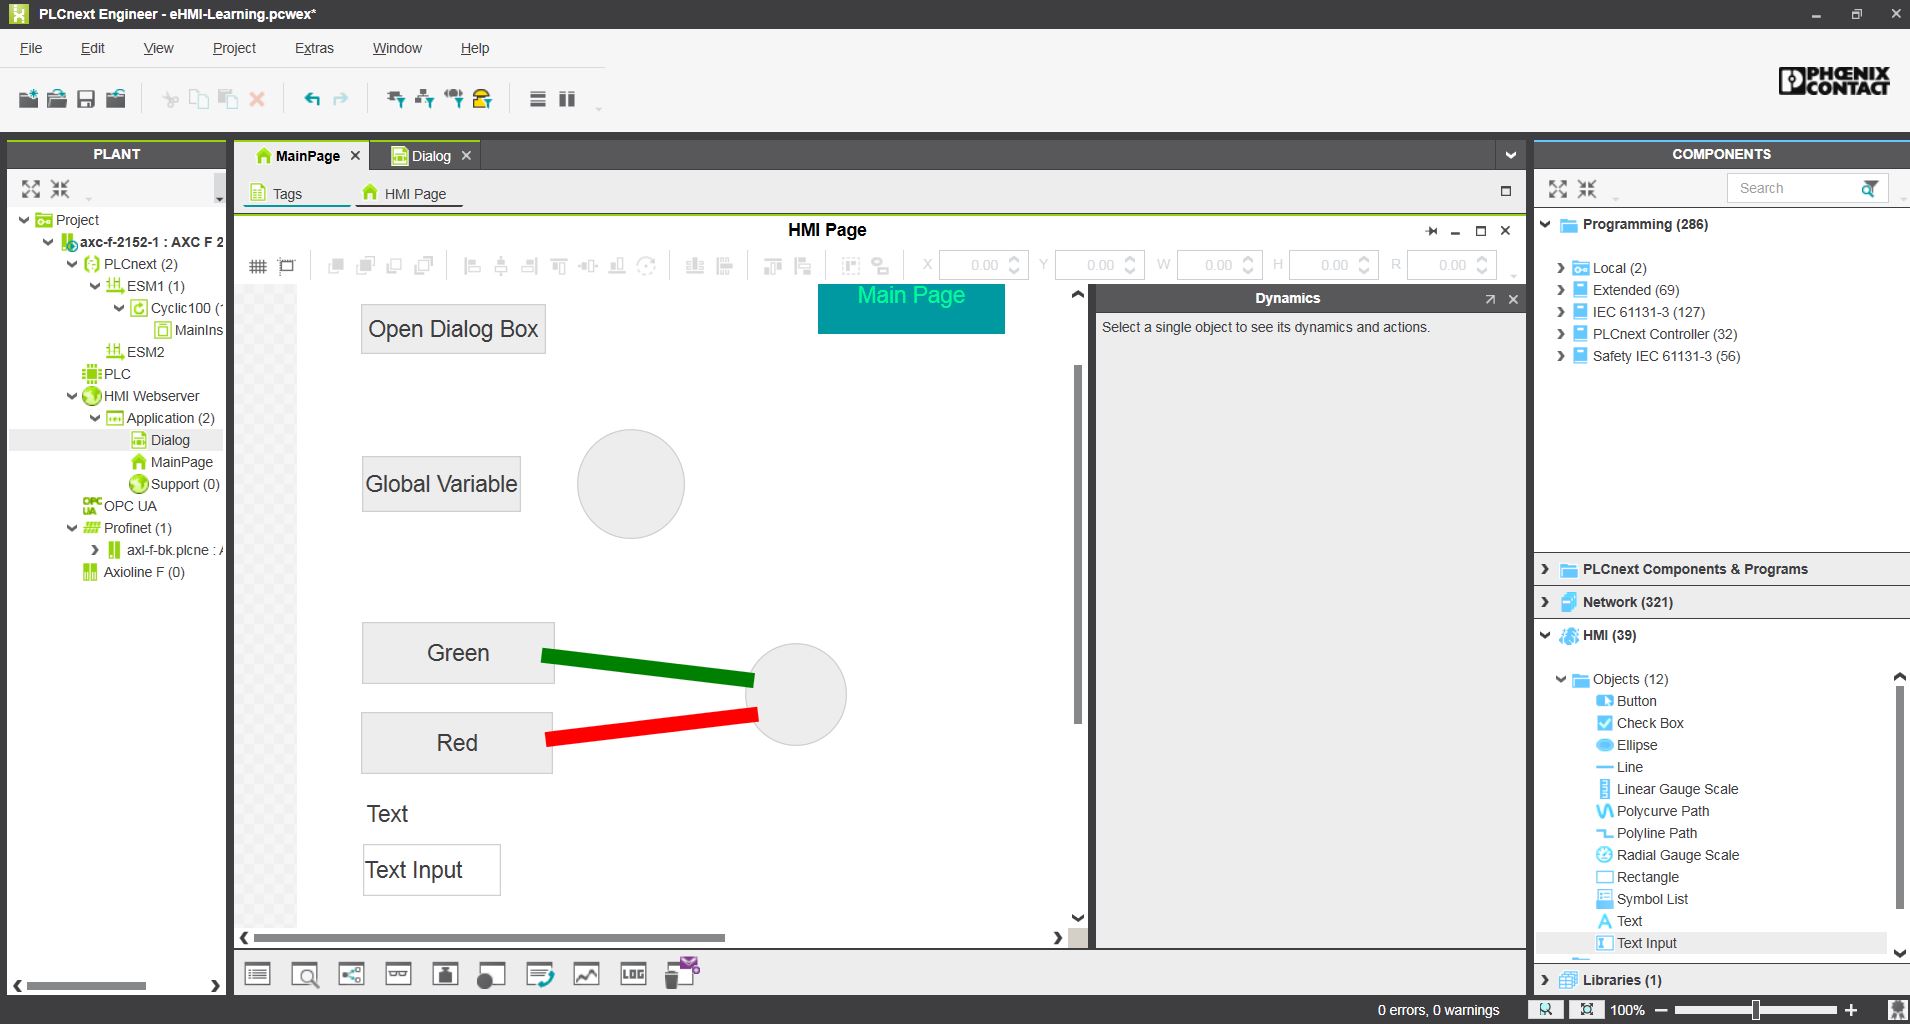 PLCnext Engineer - eHMI-Learning.pcwex*
File Edit View Project Extras Window Help
PHŒNIX
CONTACT
PLANT
Project
axc-f-2152-1 : AXC F 2
PLCnext (2)
ESM1 (1)
Cyclic100 (1
MainIns
ESM2
PLC
HMI Webserver
Application (2)
Dialog
MainPage
Support (0)
OPC UA
OPC UA
Profinet (1)
axl-f-bk.plcne : A
Axioline F (0)
MainPage Dialog
Tags HMI Page
HMI Page
X 0.00 Y 0.00 W 0.00 H 0.00 R 0.00
Main Page
Open Dialog Box
Global Variable
Green
Red
Text
Text Input
Dynamics
Select a single object to see its dynamics and actions.
LOG
COMPONENTS
Search
Programming (286)
Local (2)
Extended (69)
IEC 61131-3 (127)
PLCnext Controller (32)
Safety IEC 61131-3 (56)
PLCnext Components & Programs
Network (321)
HMI (39)
Objects (12)
Button
Check Box
Ellipse
Line
Linear Gauge Scale
Polycurve Path
Polyline Path
Radial Gauge Scale
Rectangle
Symbol List
Text
Text Input
Libraries (1)
0 errors, 0 warnings
100%